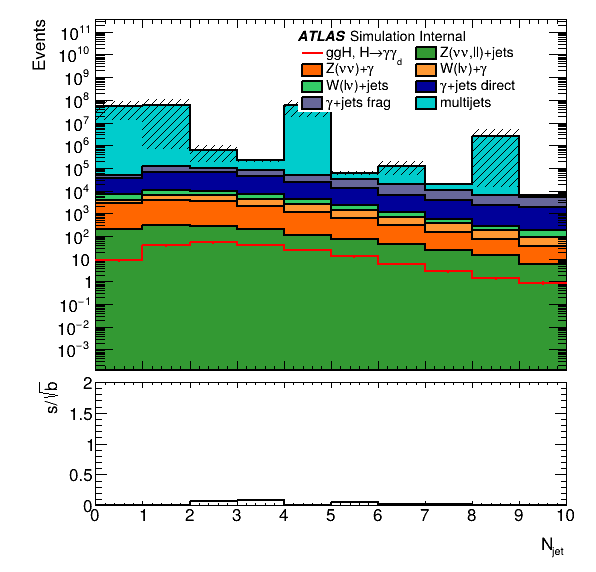 Events
ATLAS Simulation Internal
ggH, H→γγ_d
Z(νν,ll)+jets
Z(νν)+γ
W(lν)+γ
W(lν)+jets
γ+jets direct
γ+jets frag
multijets
10¹¹
10¹⁰
10⁹
10⁸
10⁷
10⁶
10⁵
10⁴
10³
10²
10
1
10⁻¹
10⁻²
10⁻³
s/√b
2
1.5
1
0.5
0
0 1 2 3 4 5 6 7 8 9 10
N_jet